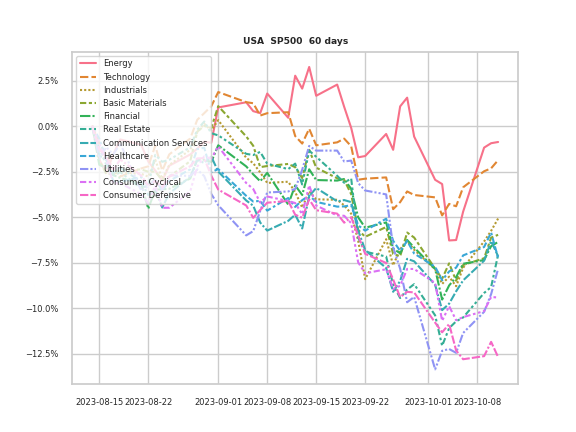 USA SP500 60 days
Energy
Technology
Industrials
Basic Materials
Financial
Real Estate
Communication Services
Healthcare
Utilities
Consumer Cyclical
Consumer Defensive
2.5%
0.0%
−2.5%
−5.0%
−7.5%
−10.0%
−12.5%
2023-08-15 2023-08-22 2023-09-01 2023-09-08 2023-09-15 2023-09-22 2023-10-01 2023-10-08